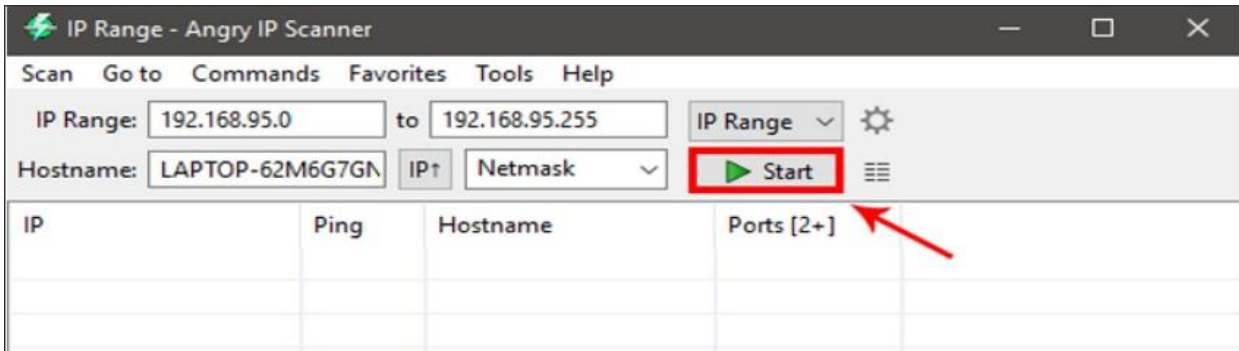 IP Range - Angry IP Scanner
Scan Go to Commands Favorites Tools Help
IP Range: 192.168.95.0 to 192.168.95.255 IP Range
Hostname: LAPTOP-62M6G7GN IP↑ Netmask Start
IP Ping Hostname Ports [2+]